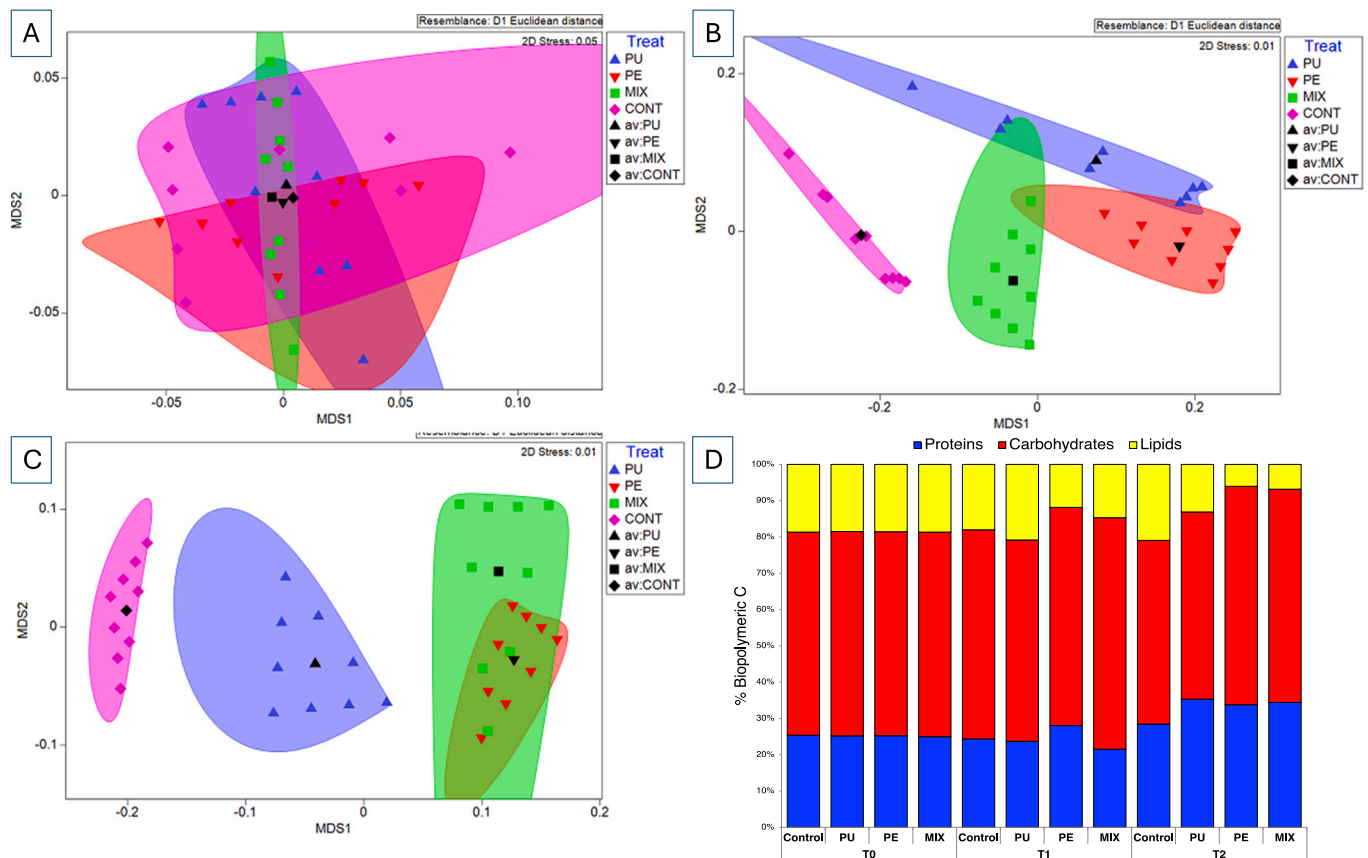 A
Resemblance: D1 Euclidean distance
2D Stress: 0.05
Treat
PU
PE
MIX
CONT
av:PU
av:PE
av:MIX
av:CONT
0.05
0
-0.05
MDS2
-0.05
0
0.05
0.10
MDS1
B
Resemblance: D1 Euclidean distance
2D Stress: 0.01
Treat
PU
PE
MIX
CONT
av:PU
av:PE
av:MIX
av:CONT
0.2
0
-0.2
MDS2
-0.2
0
0.2
MDS1
C
Resemblance: D1 Euclidean distance
2D Stress: 0.01
Treat
PU
PE
MIX
CONT
av:PU
av:PE
av:MIX
av:CONT
0.1
0
-0.1
MDS2
-0.2
-0.1
0
0.1
0.2
MDS1
D
Proteins Carbohydrates Lipids
100%
90%
80%
70%
60%
50%
40%
30%
20%
10%
0%
% Biopolymeric C
Control PU PE MIX Control PU PE MIX Control PU PE MIX
T0 T1 T2